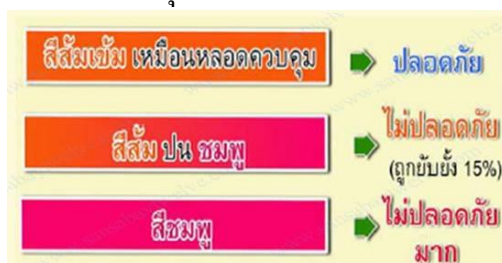 สีส้มเข้ม เหมือนหลอดควบคุม
ปลอดภัย
สีส้ม ปน ชมพู
ไม่ปลอดภัย
(ถูกยับยั้ง 15%)
สีชมพู
ไม่ปลอดภัย
มาก